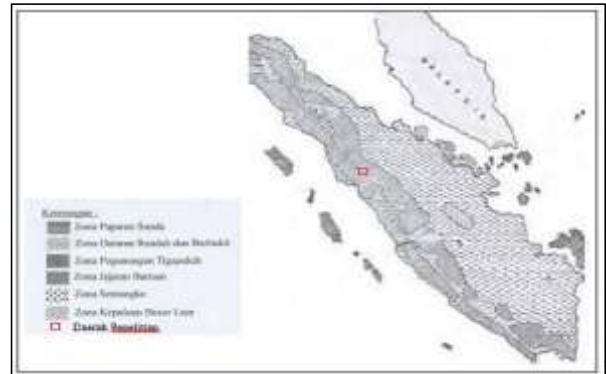 MALAYSIA
Keterangan :
Zona Paparan Sunda
Zona Dataran Rendah dan Berbukit
Zona Pegunungan Tigapuluh
Zona Jajaran Barisan
Zona Semangko
Zona Kepulauan Busur Luar
Daerah Penelitian